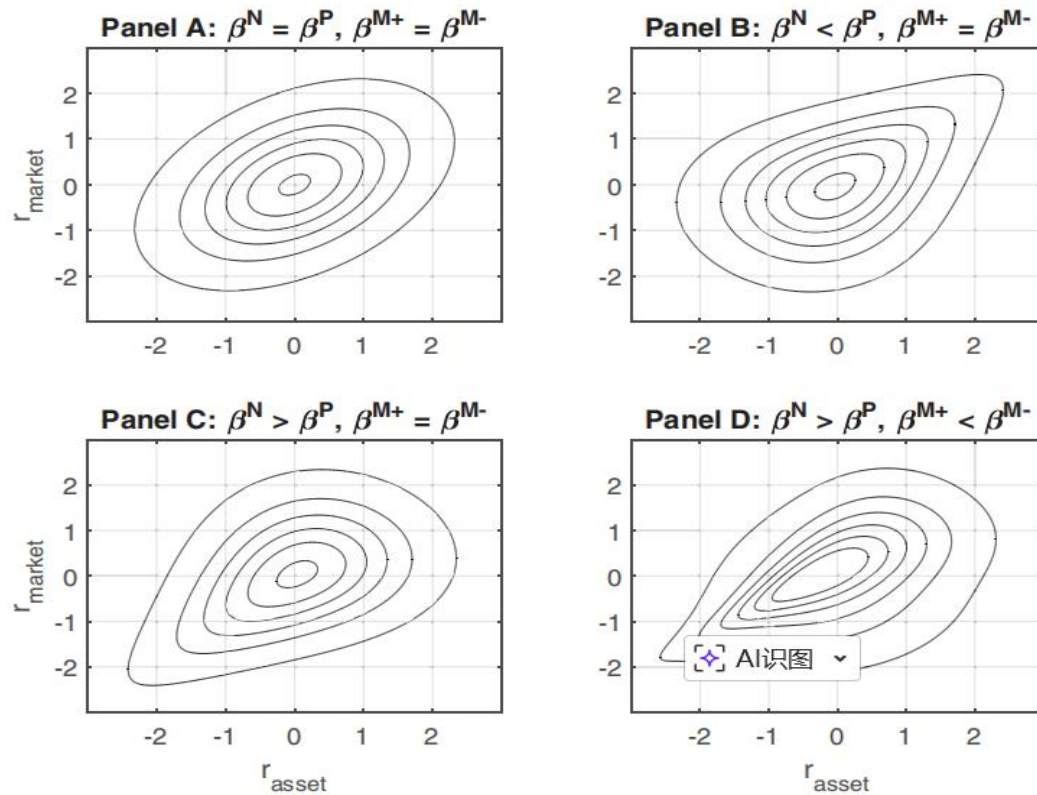 Panel A: β^N = β^P, β^M+ = β^M-
Panel B: β^N < β^P, β^M+ = β^M-
r_market
2
1
0
-1
-2
-2 -1 0 1 2
2
1
0
-1
-2
-2 -1 0 1 2
Panel C: β^N > β^P, β^M+ = β^M-
Panel D: β^N > β^P, β^M+ < β^M-
r_market
2
1
0
-1
-2
-2 -1 0 1 2
r_asset
2
1
0
-1
-2
AI识图
-2 -1 0 1 2
r_asset